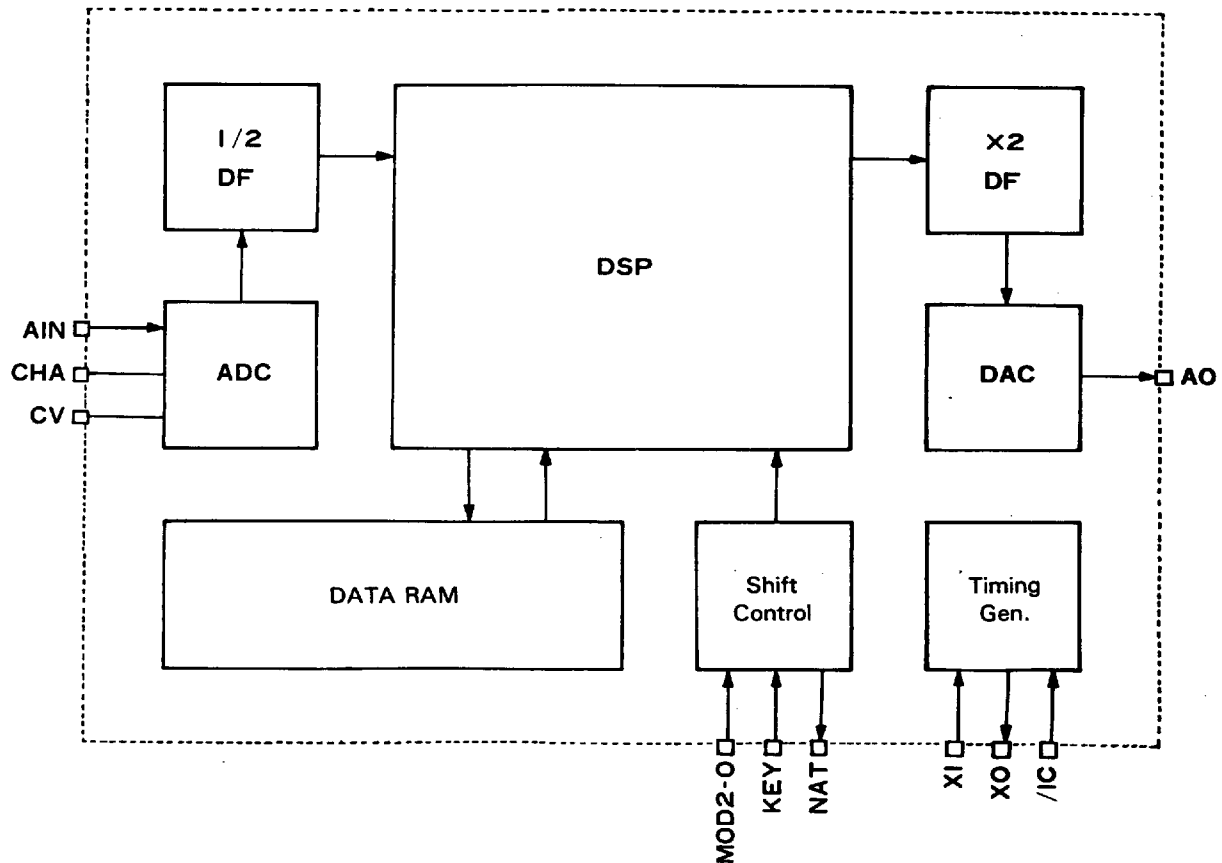 1/2
DF
DSP
×2
DF
AIN
CHA
CV
ADC
DAC
AO
DATA RAM
Shift
Control
Timing
Gen.
MOD2-0
KEY
NAT
XI
XO
/IC